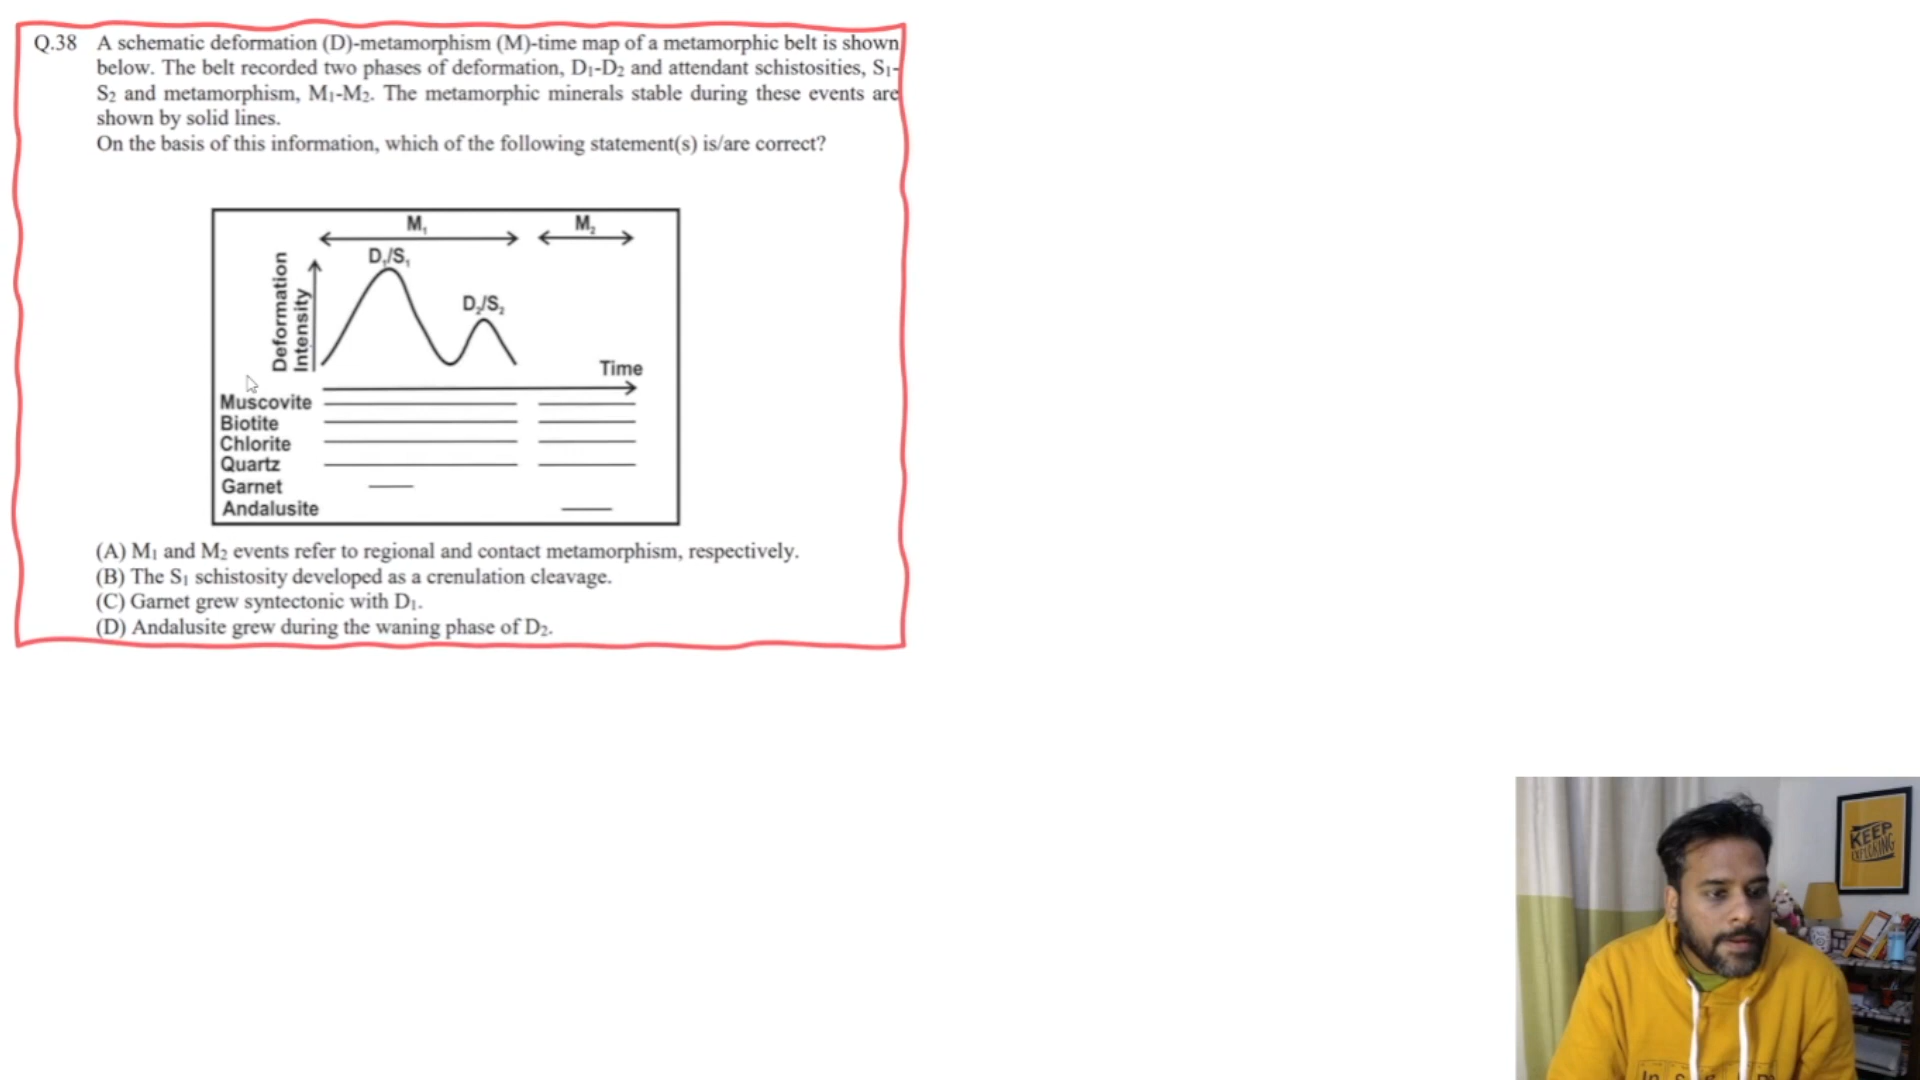 Q.38 A schematic deformation (D)-metamorphism (M)-time map of a metamorphic belt is shown
below. The belt recorded two phases of deformation, D₁-D₂ and attendant schistosities, S₁-
S₂ and metamorphism, M₁-M₂. The metamorphic minerals stable during these events are
shown by solid lines.
On the basis of this information, which of the following statement(s) is/are correct?
M₁
M₂
Deformation
Intensity
D₁/S₁
D₂/S₂
Time
Muscovite
Biotite
Chlorite
Quartz
Garnet
Andalusite
(A) M₁ and M₂ events refer to regional and contact metamorphism, respectively.
(B) The S₁ schistosity developed as a crenulation cleavage.
(C) Garnet grew syntectonic with D₁.
(D) Andalusite grew during the waning phase of D₂.
KEEP
EXPLORING